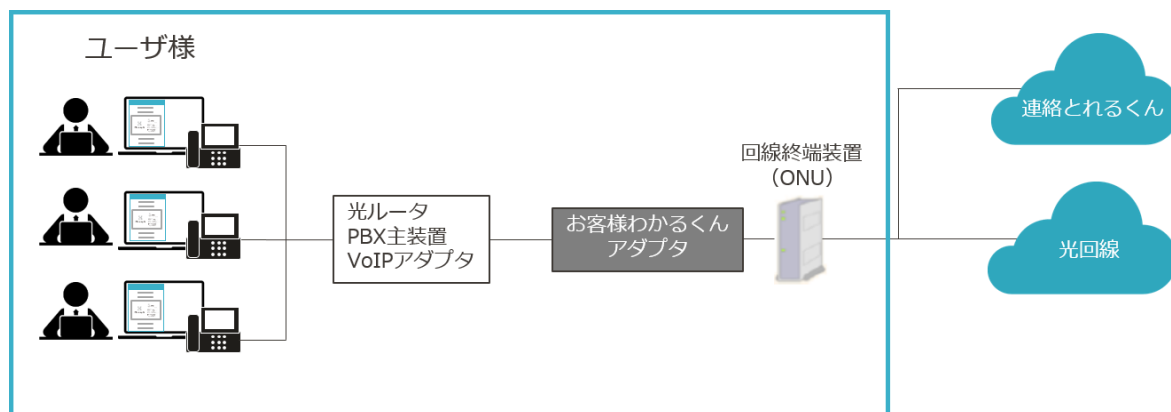 ユーザ様
連絡とれるくん
回線終端装置
（ONU）
光ルータ
PBX主装置
VoIPアダプタ
お客様わかるくん
アダプタ
光回線